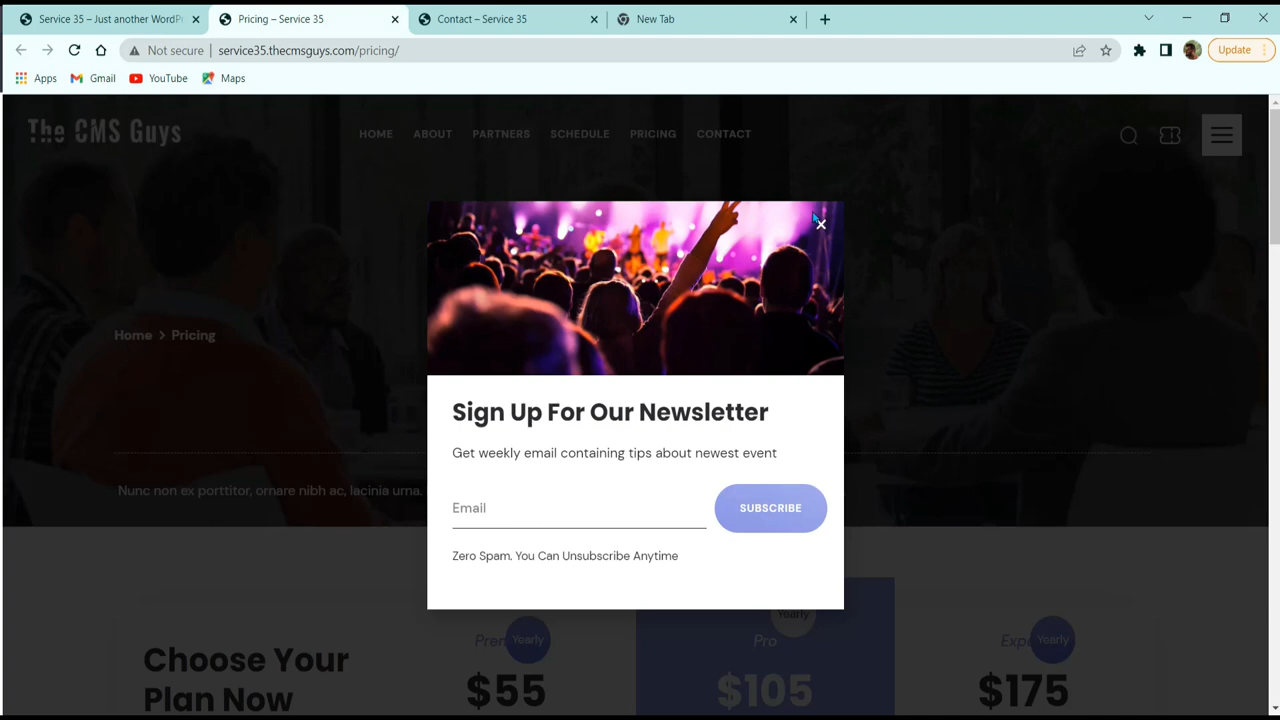 Service 35 – Just another WordPr
Pricing – Service 35
Contact – Service 35
New Tab
Not secure
service35.thecmsguys.com/pricing/
Update
Apps
Gmail
YouTube
Maps
The CMS Guys
HOME
ABOUT
PARTNERS
SCHEDULE
PRICING
CONTACT
Home > Pricing
Nunc non ex porttitor, ornare nibh ac, lacinia urna.
Sign Up For Our Newsletter
Get weekly email containing tips about newest event
Email
SUBSCRIBE
Zero Spam. You Can Unsubscribe Anytime
Choose Your
Plan Now
Yearly
$55
Yearly
Pro
$105
Yearly
$175